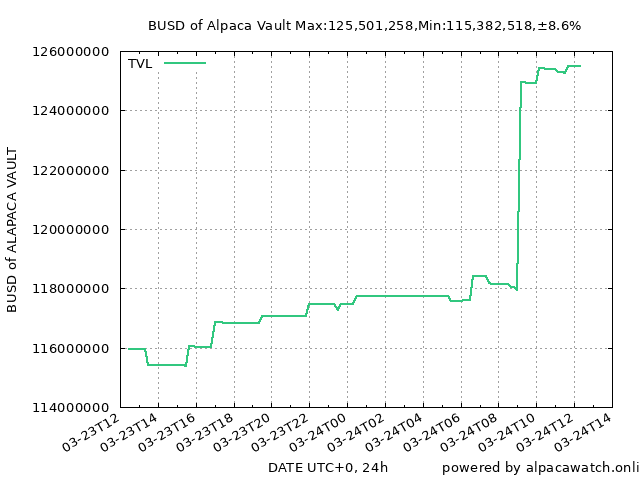 BUSD of Alpaca Vault Max:125,501,258,Min:115,382,518,±8.6%
TVL
BUSD of ALAPACA VAULT
126000000
124000000
122000000
120000000
118000000
116000000
114000000
03-23T12
03-23T14
03-23T16
03-23T18
03-23T20
03-23T22
03-24T00
03-24T02
03-24T04
03-24T06
03-24T08
03-24T10
03-24T12
03-24T14
DATE UTC+0, 24h
powered by alpacawatch.onli